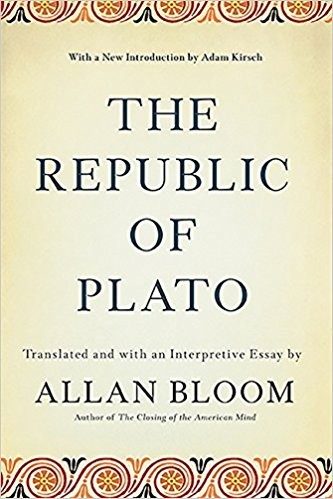 With a New Introduction by Adam Kirsch
THE
REPUBLIC
OF
PLATO
Translated and with an Interpretive Essay by
ALLAN BLOOM
Author of The Closing of the American Mind